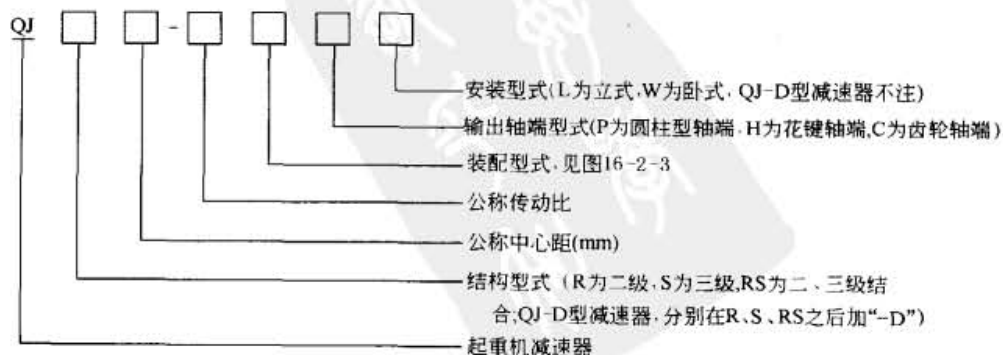 QJ □ □ - □ □ □ □
安装型式(L为立式,W为卧式,QJ-D型减速器不注)
输出轴端型式(P为圆柱型轴端,H为花键轴端,C为齿轮轴端)
装配型式,见图16-2-3
公称传动比
公称中心距(mm)
结构型式(R为二级,S为三级,RS为二、三级结
合;QJ-D型减速器,分别在R、S、RS之后加“-D”)
起重机减速器